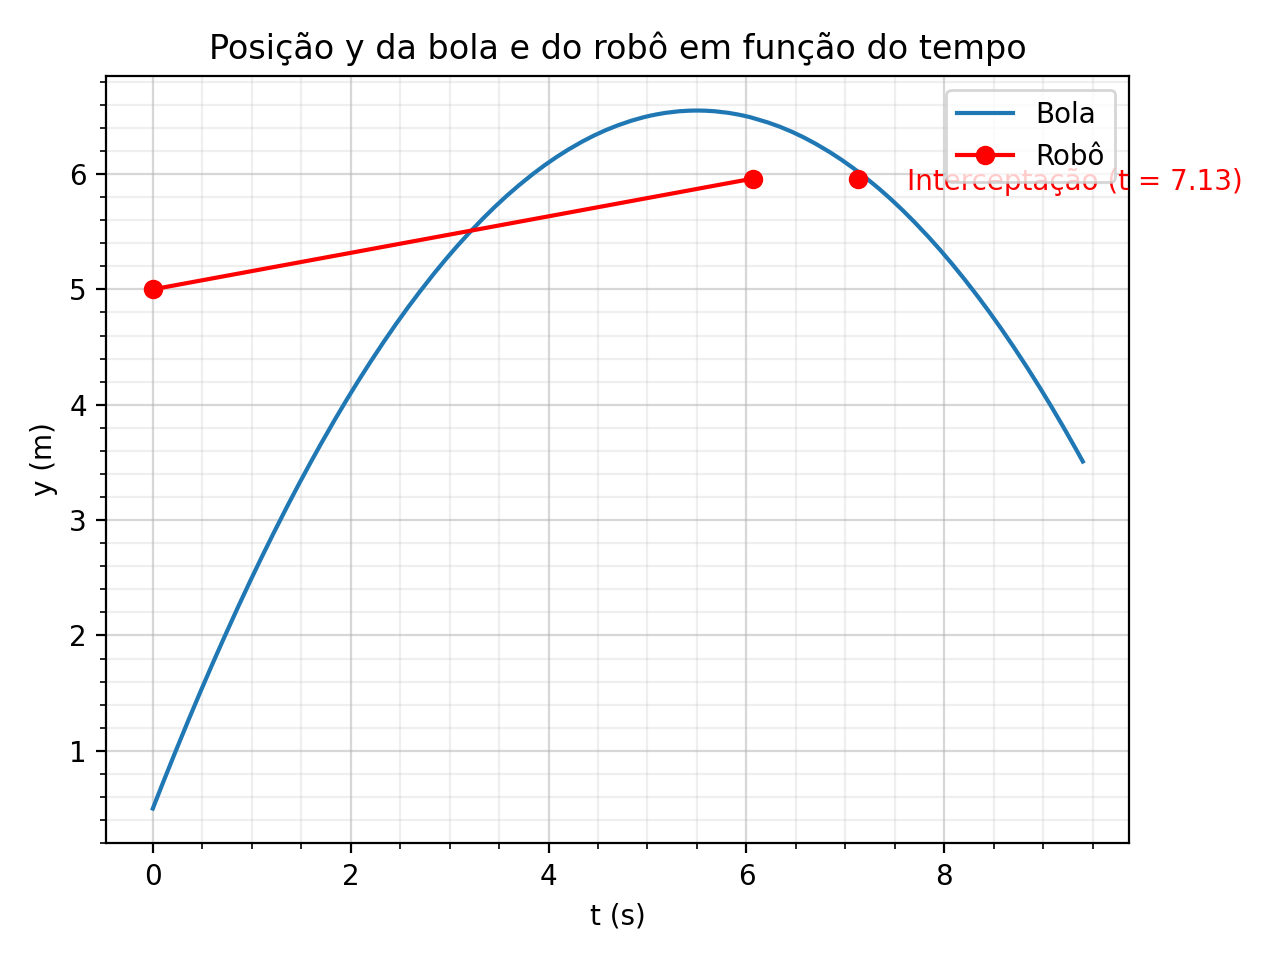 Posição y da bola e do robô em função do tempo
Bola
Robô
Interceptação (t = 7.13)
6
5
4
3
2
1
y (m)
0 2 4 6 8
t (s)